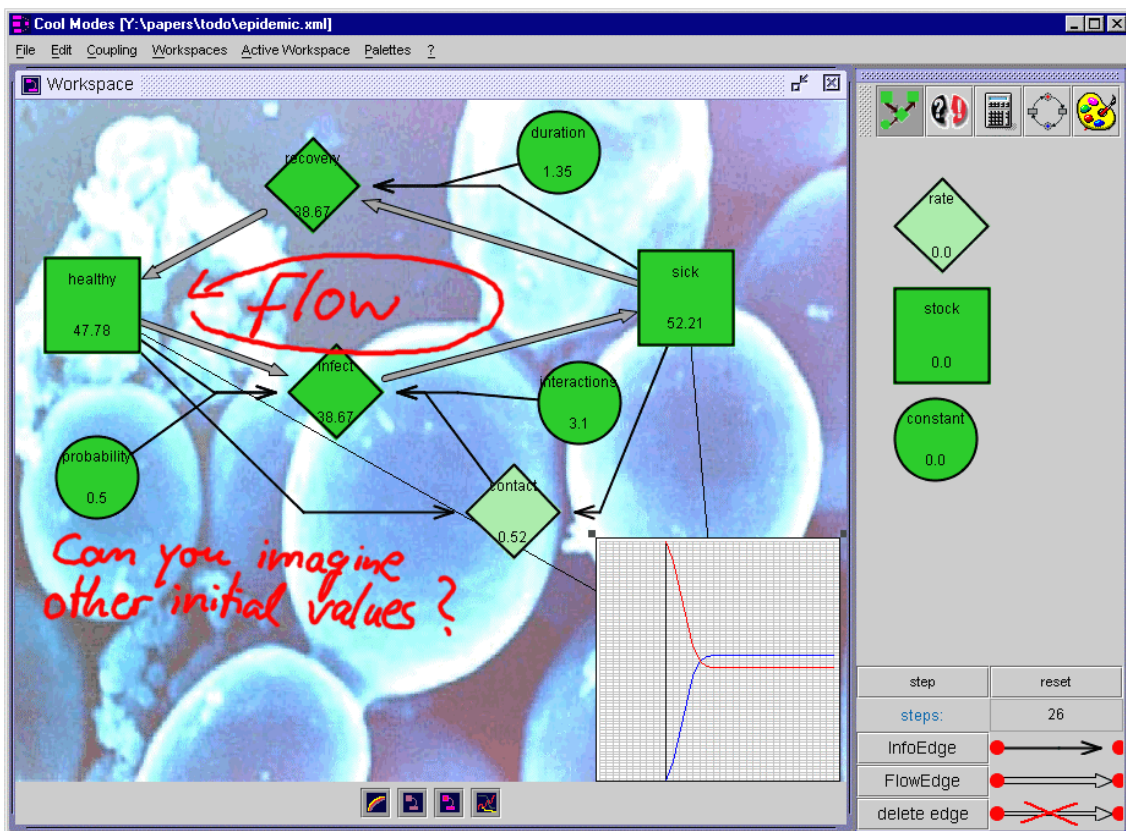 Cool Modes [Y:\papers\todo\epidemic.xml]
File Edit Coupling Workspaces Active Workspace Palettes ?
Workspace
duration
1.35
recovery
38.67
healthy
47.78
sick
52.21
flow
infect
38.67
interactions
3.1
probability
0.5
contact
0.52
Can you imagine
other initial values?
rate
0.0
stock
0.0
constant
0.0
step reset
steps: 26
InfoEdge
FlowEdge
delete edge